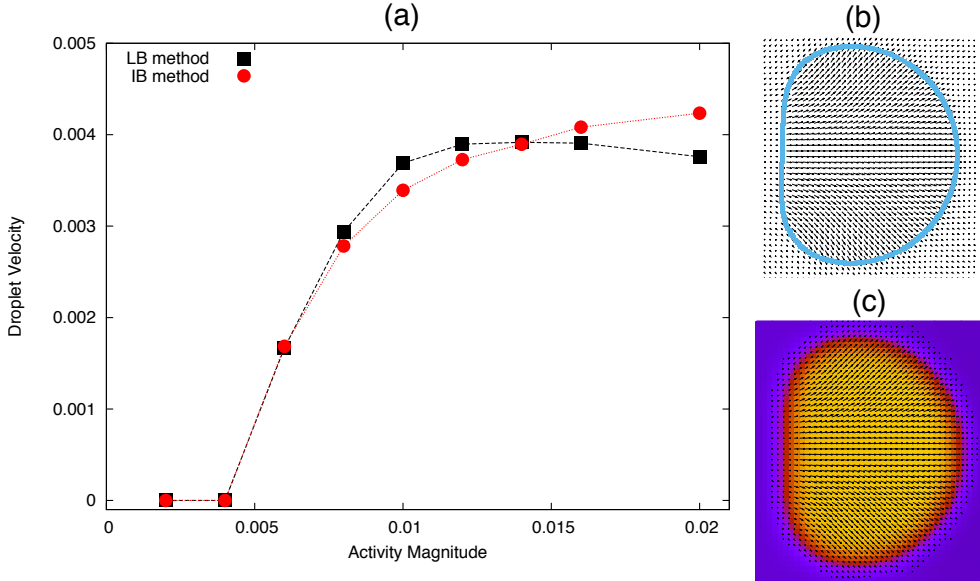 (a)
0.005
0.004
0.003
0.002
0.001
0
Droplet Velocity
LB method
IB method
0
0.005
0.01
0.015
0.02
Activity Magnitude
(b)
(c)